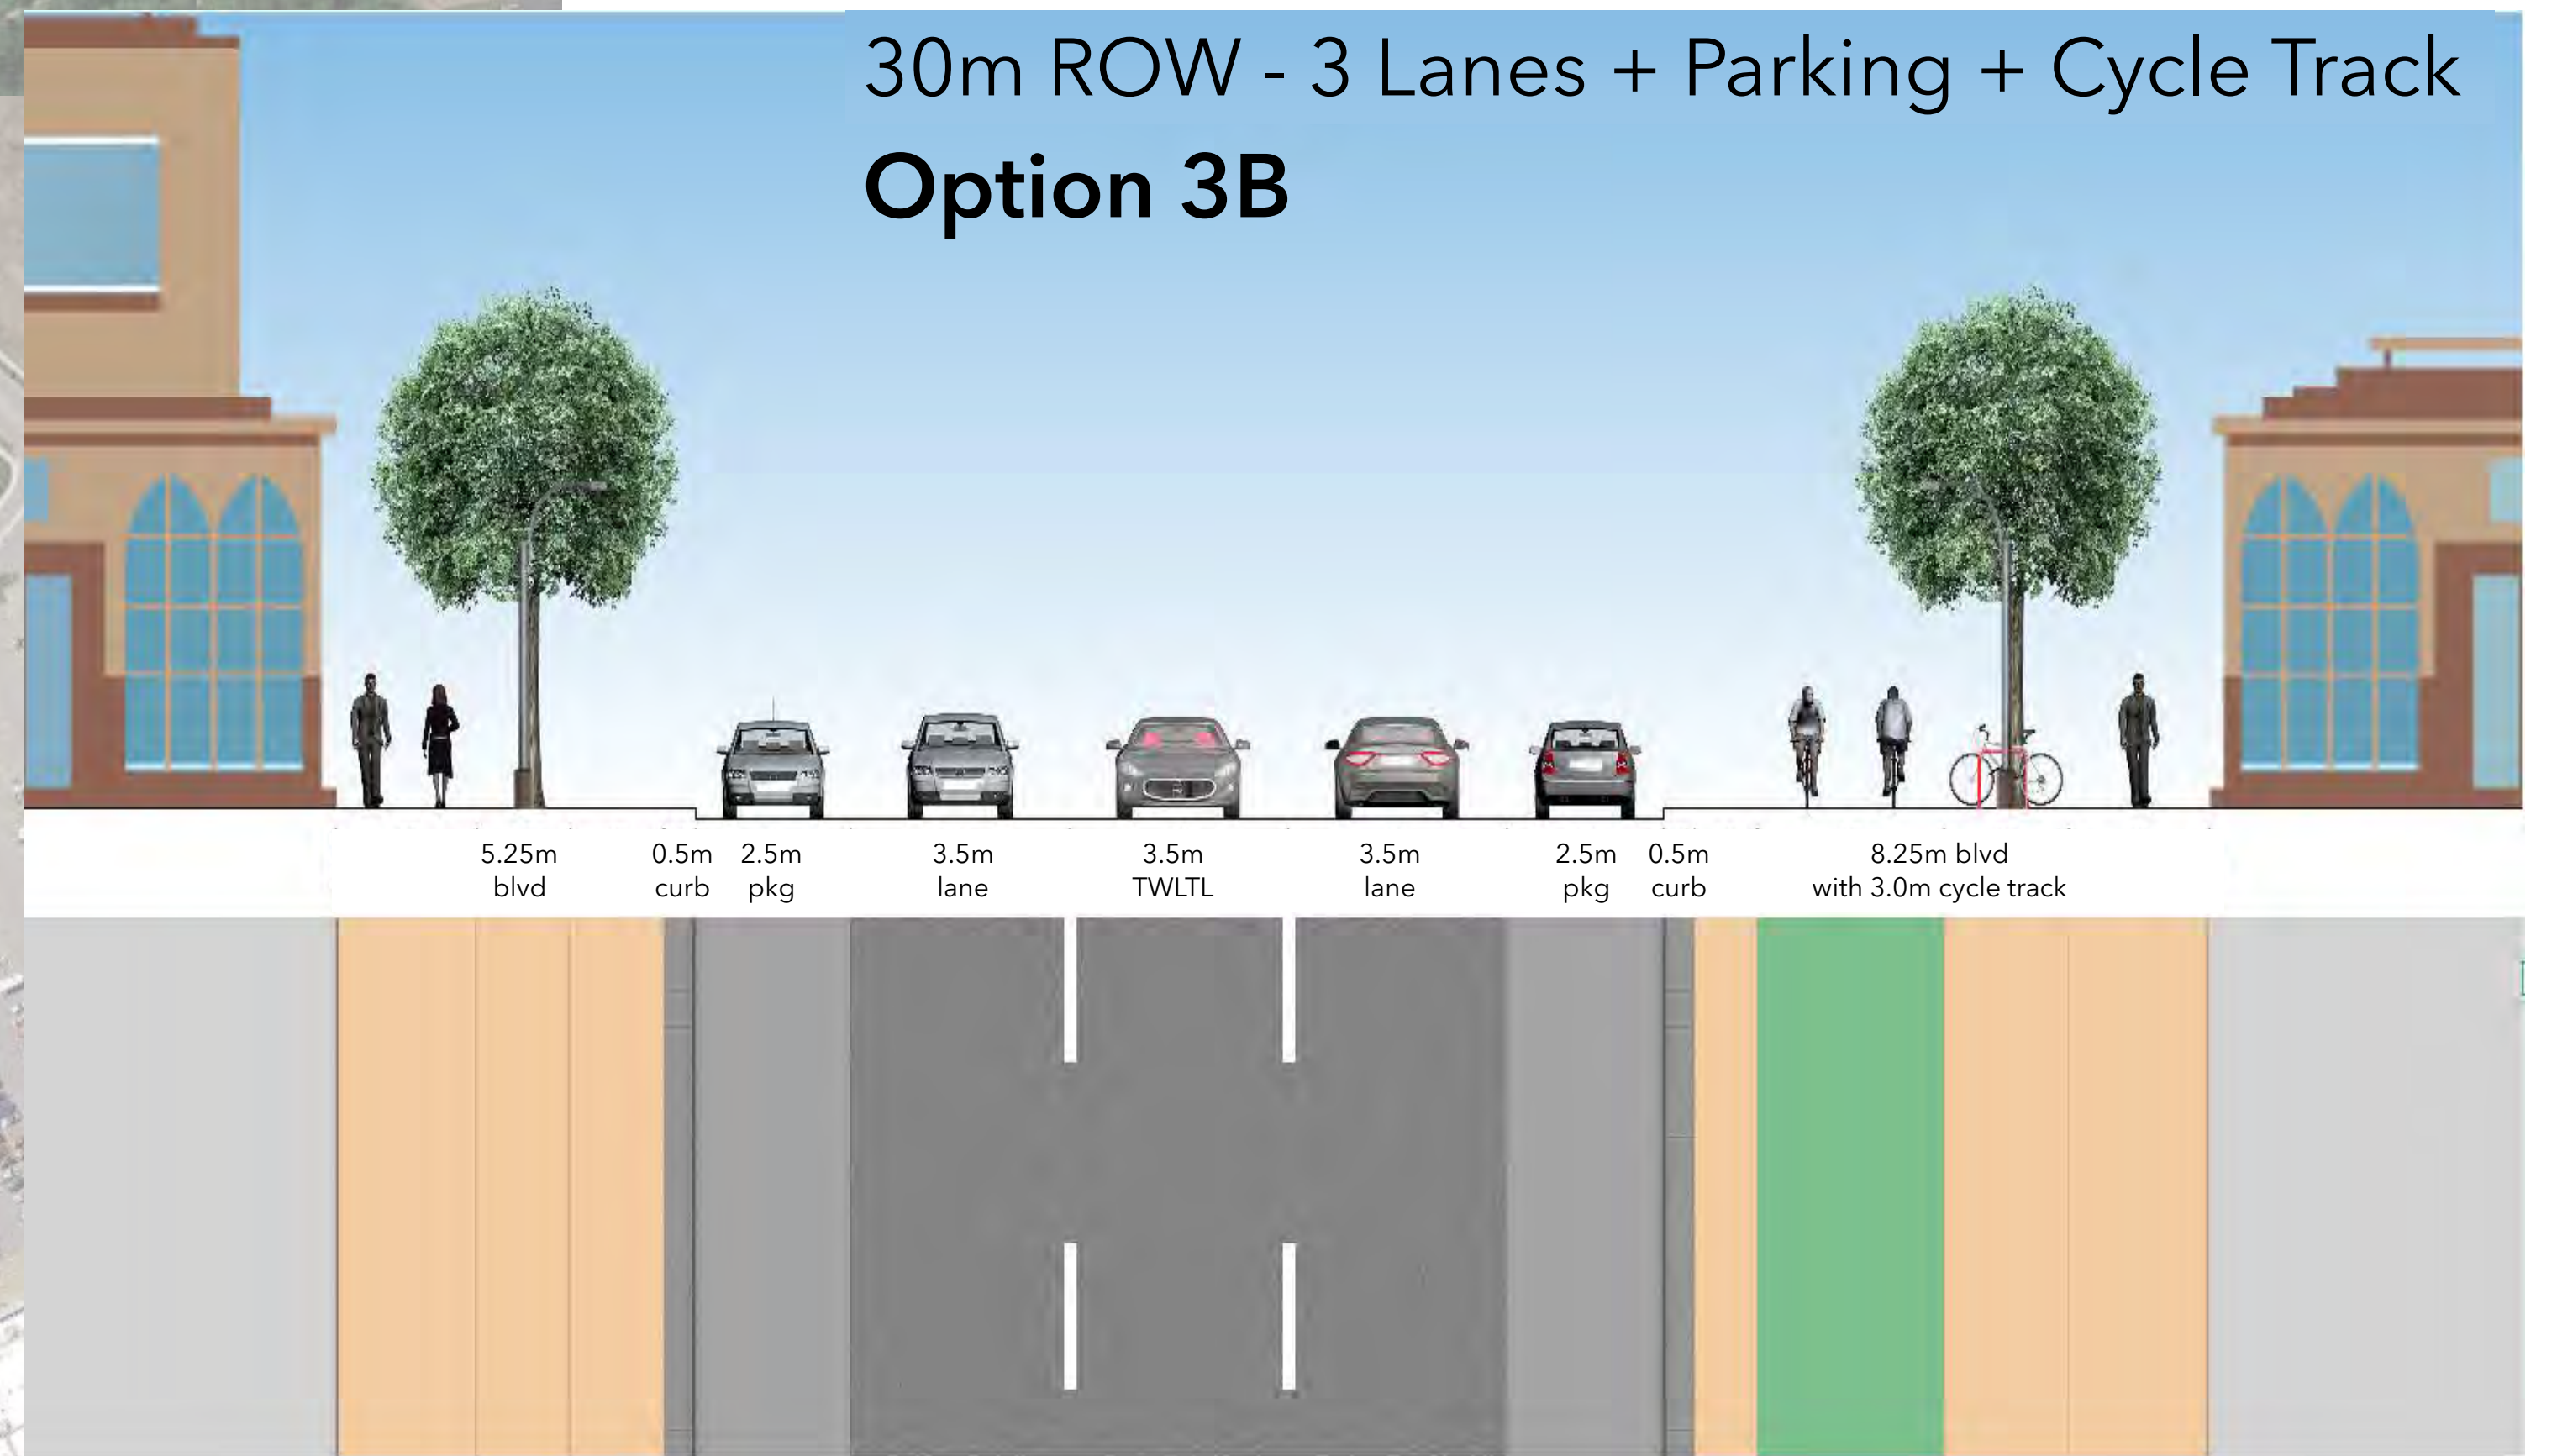 30m ROW - 3 Lanes + Parking + Cycle Track
Option 3B
5.25m
blvd
0.5m
curb
2.5m
pkg
3.5m
lane
3.5m
TWLTL
3.5m
lane
2.5m
pkg
0.5m
curb
8.25m blvd
with 3.0m cycle track